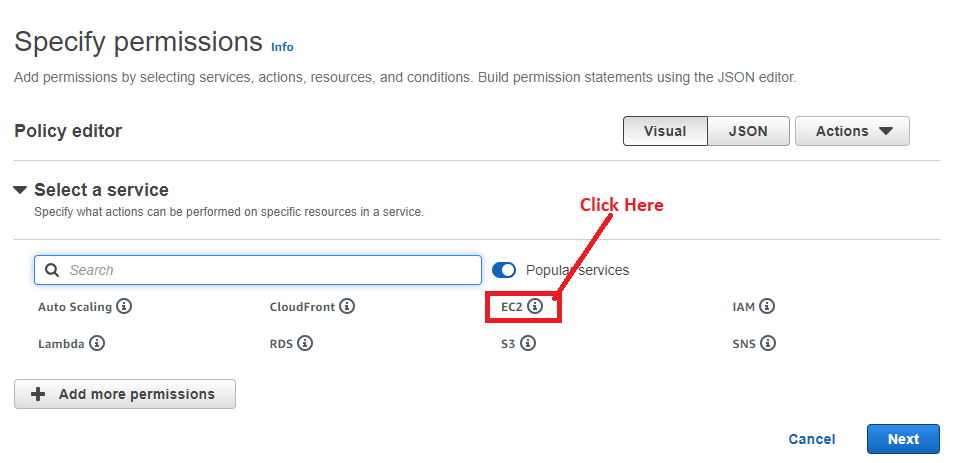 Specify permissions Info
Add permissions by selecting services, actions, resources, and conditions. Build permission statements using the JSON editor.
Policy editor Visual JSON Actions
Select a service
Specify what actions can be performed on specific resources in a service.
Click Here
Search Popular services
Auto Scaling CloudFront EC2 IAM
Lambda RDS S3 SNS
Add more permissions
Cancel Next